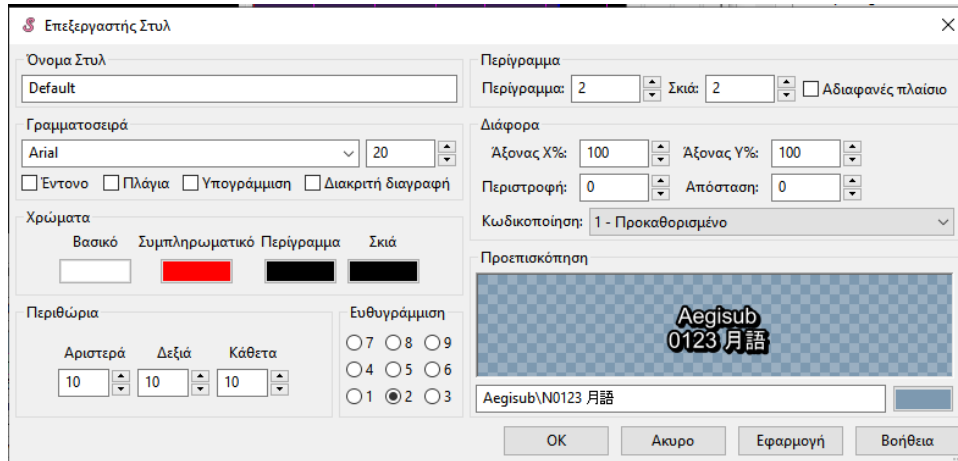 Επεξεργαστής Στυλ
Όνομα Στυλ
Default
Γραμματοσειρά
Arial
20
Έντονο Πλάγια Υπογράμμιση Διακριτή διαγραφή
Χρώματα
Βασικό Συμπληρωματικό Περίγραμμα Σκιά
Περιθώρια
Αριστερά Δεξιά Κάθετα
10 10 10
Ευθυγράμμιση
7 8 9
4 5 6
1 2 3
Περίγραμμα
Περίγραμμα: 2 Σκιά: 2 Αδιαφανές πλαίσιο
Διάφορα
Άξονας X%: 100 Άξονας Y%: 100
Περιστροφή: 0 Απόσταση: 0
Κωδικοποίηση: 1 - Προκαθορισμένο
Προεπισκόπηση
Aegisub
0123 月語
Aegisub\N0123 月語
OK Ακυρο Εφαρμογή Βοήθεια